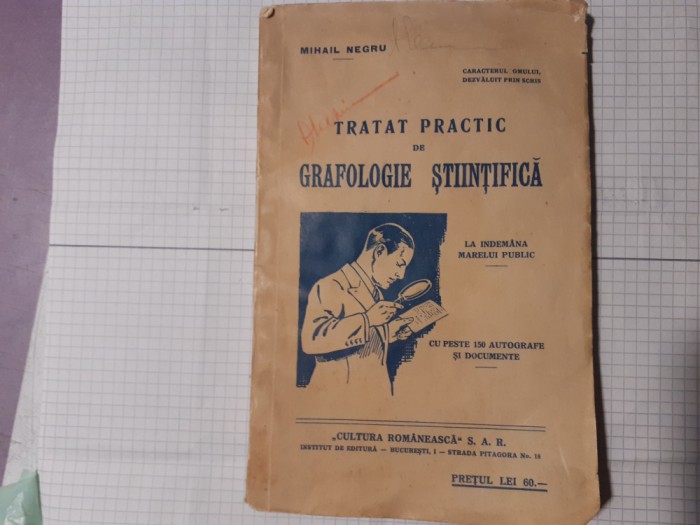 MIHAIL NEGRU
CARACTERUL OMULUI,
DEZVĂLUIT PRIN SCRIS
TRATAT PRACTIC
DE
GRAFOLOGIE ȘTIINȚIFICĂ
LA INDEMÂNA
MARELUI PUBLIC
CU PESTE 150 AUTOGRAFE
ȘI DOCUMENTE
„CULTURA ROMÂNEASCĂ" S. A. R.
INSTITUT DE EDITURĂ — BUCUREȘTI, I — STRADA PITAGORA No. 18
PREȚUL LEI 60.—